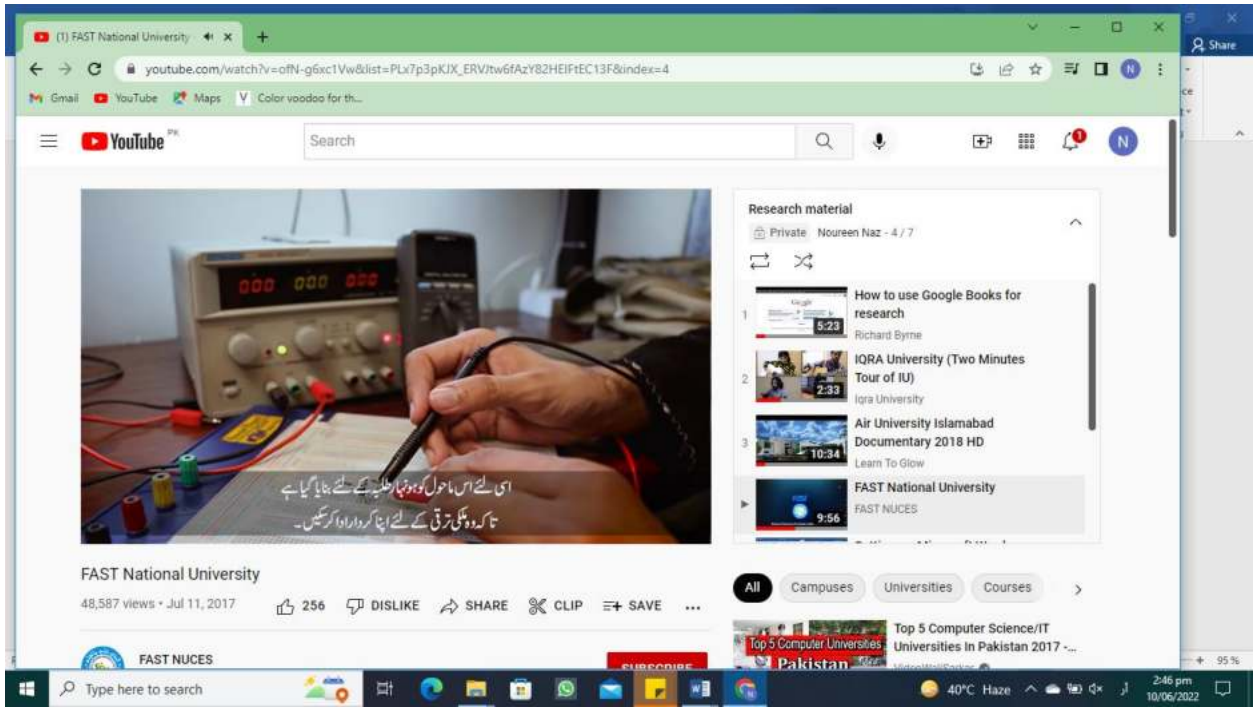 Share
(1) FAST National University
youtube.com/watch?v=ofN-g6xc1Vw&list=PLx7p3pKJX_ERVJtw6fAzY82HEIFtEC13F&index=4
Gmail YouTube Maps Color voodoo for th...
YouTube PK
Search
N
Research material
Private Noureen Naz - 4 / 7
1
How to use Google Books for
research
5:23
Richard Byrne
2
IQRA University (Two Minutes
Tour of IU)
2:33
Iqra University
3
Air University Islamabad
Documentary 2018 HD
10:34
Learn To Glow
FAST National University
9:56
FAST NUCES
000 000 000
اسی لئے اس ماحول کو ہونہار طلبہ کے لئے بنایا گیا ہے
تاکہ وہ ملکی ترقی کے لئے اپنا کردار ادا کر سکیں۔
FAST National University
48,587 views • Jul 11, 2017
256 DISLIKE SHARE CLIP SAVE ...
FAST NUCES
SUBSCRIBE
All Campuses Universities Courses
Top 5 Computer Universities
Pakistan
Top 5 Computer Science/IT
Universities In Pakistan 2017 -...
95%
Type here to search
40°C Haze
2:46 pm
10/06/2022